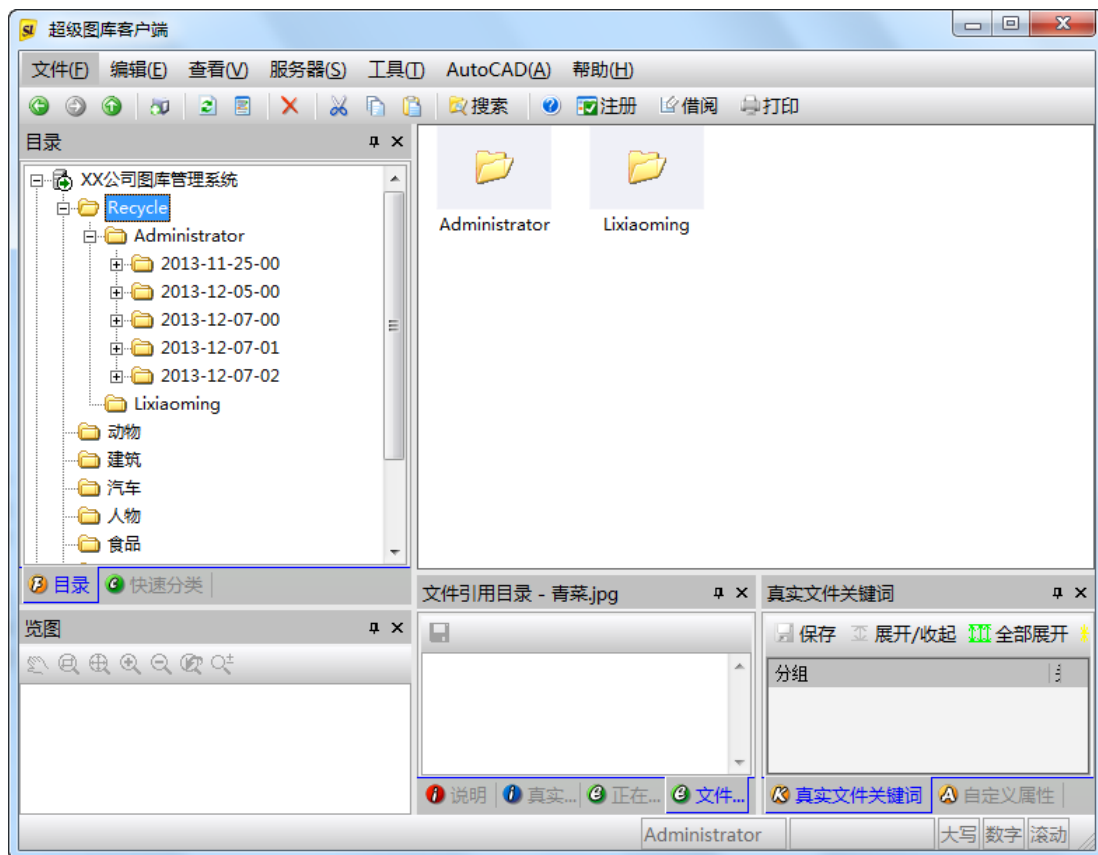 超级图库客户端
文件(F) 编辑(E) 查看(V) 服务器(S) 工具(T) AutoCAD(A) 帮助(H)
搜索 注册 借阅 打印
目录
XX公司图库管理系统
Recycle
Administrator
2013-11-25-00
2013-12-05-00
2013-12-07-00
2013-12-07-01
2013-12-07-02
Lixiaoming
动物
建筑
汽车
人物
食品
目录 快速分类
Administrator Lixiaoming
览图
文件引用目录 - 青菜.jpg
说明 真实... 正在... 文件...
真实文件关键词
保存 展开/收起 全部展开
分组
真实文件关键词 自定义属性
Administrator 大写 数字 滚动